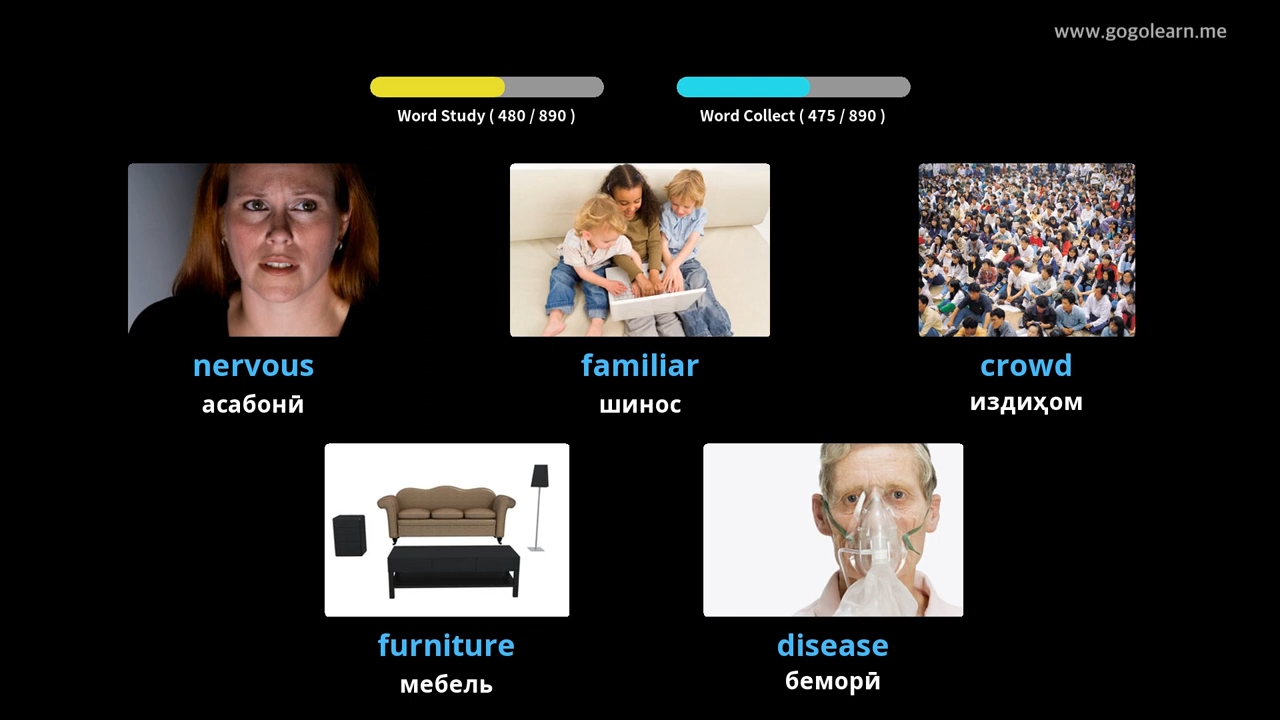 www.gogolearn.me
Word Study ( 480 / 890 )
Word Collect ( 475 / 890 )
nervous
асабонӣ
familiar
шинос
crowd
издиҳом
furniture
мебель
disease
беморӣ